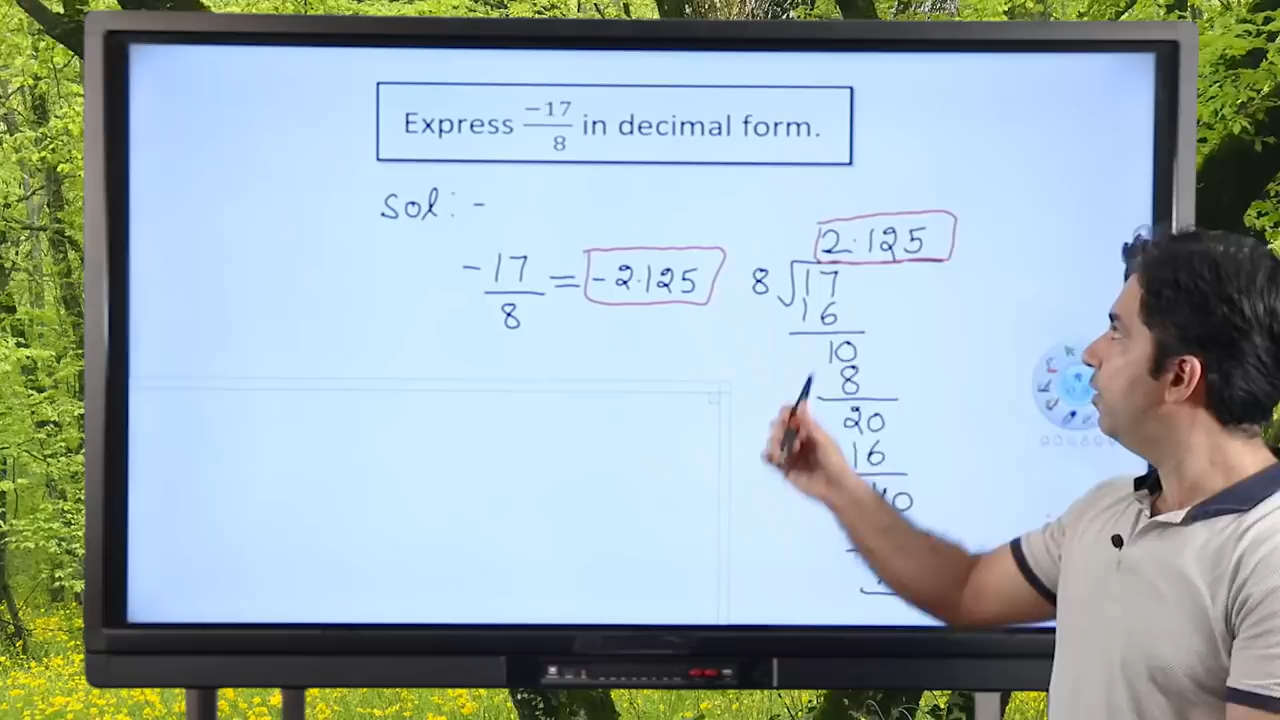 Express -17/8 in decimal form.
Sol:-
-17/8 = -2.125
2.125
8√17
16
10
8
20
16
40